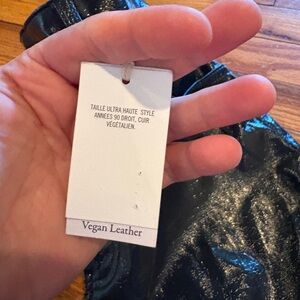 TAILLE ULTRA HAUTE STYLE
ANNÉES 90 DROIT, CUIR
VÉGÉTALIEN.
Vegan Leather